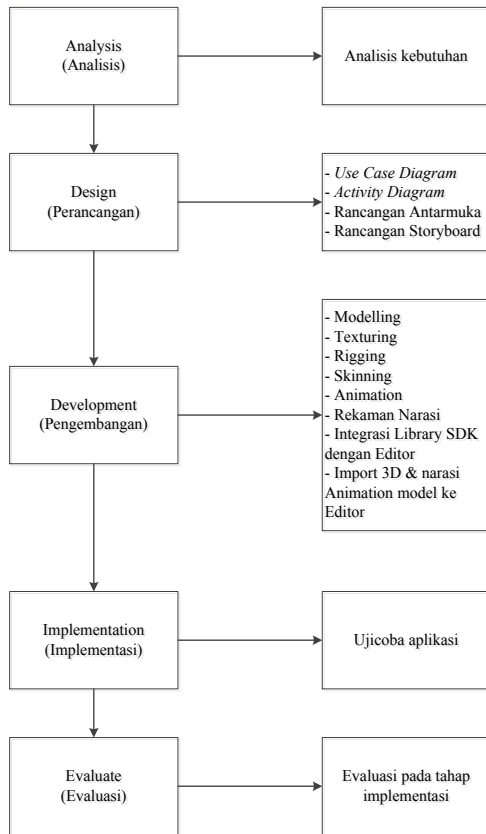 Analysis
(Analisis)
Analisis kebutuhan
Design
(Perancangan)
- Use Case Diagram
- Activity Diagram
- Rancangan Antarmuka
- Rancangan Storyboard
Development
(Pengembangan)
- Modelling
- Texturing
- Rigging
- Skinning
- Animation
- Rekaman Narasi
- Integrasi Library SDK
dengan Editor
- Import 3D & narasi
Animation model ke
Editor
Implementation
(Implementasi)
Ujicoba aplikasi
Evaluate
(Evaluasi)
Evaluasi pada tahap
implementasi